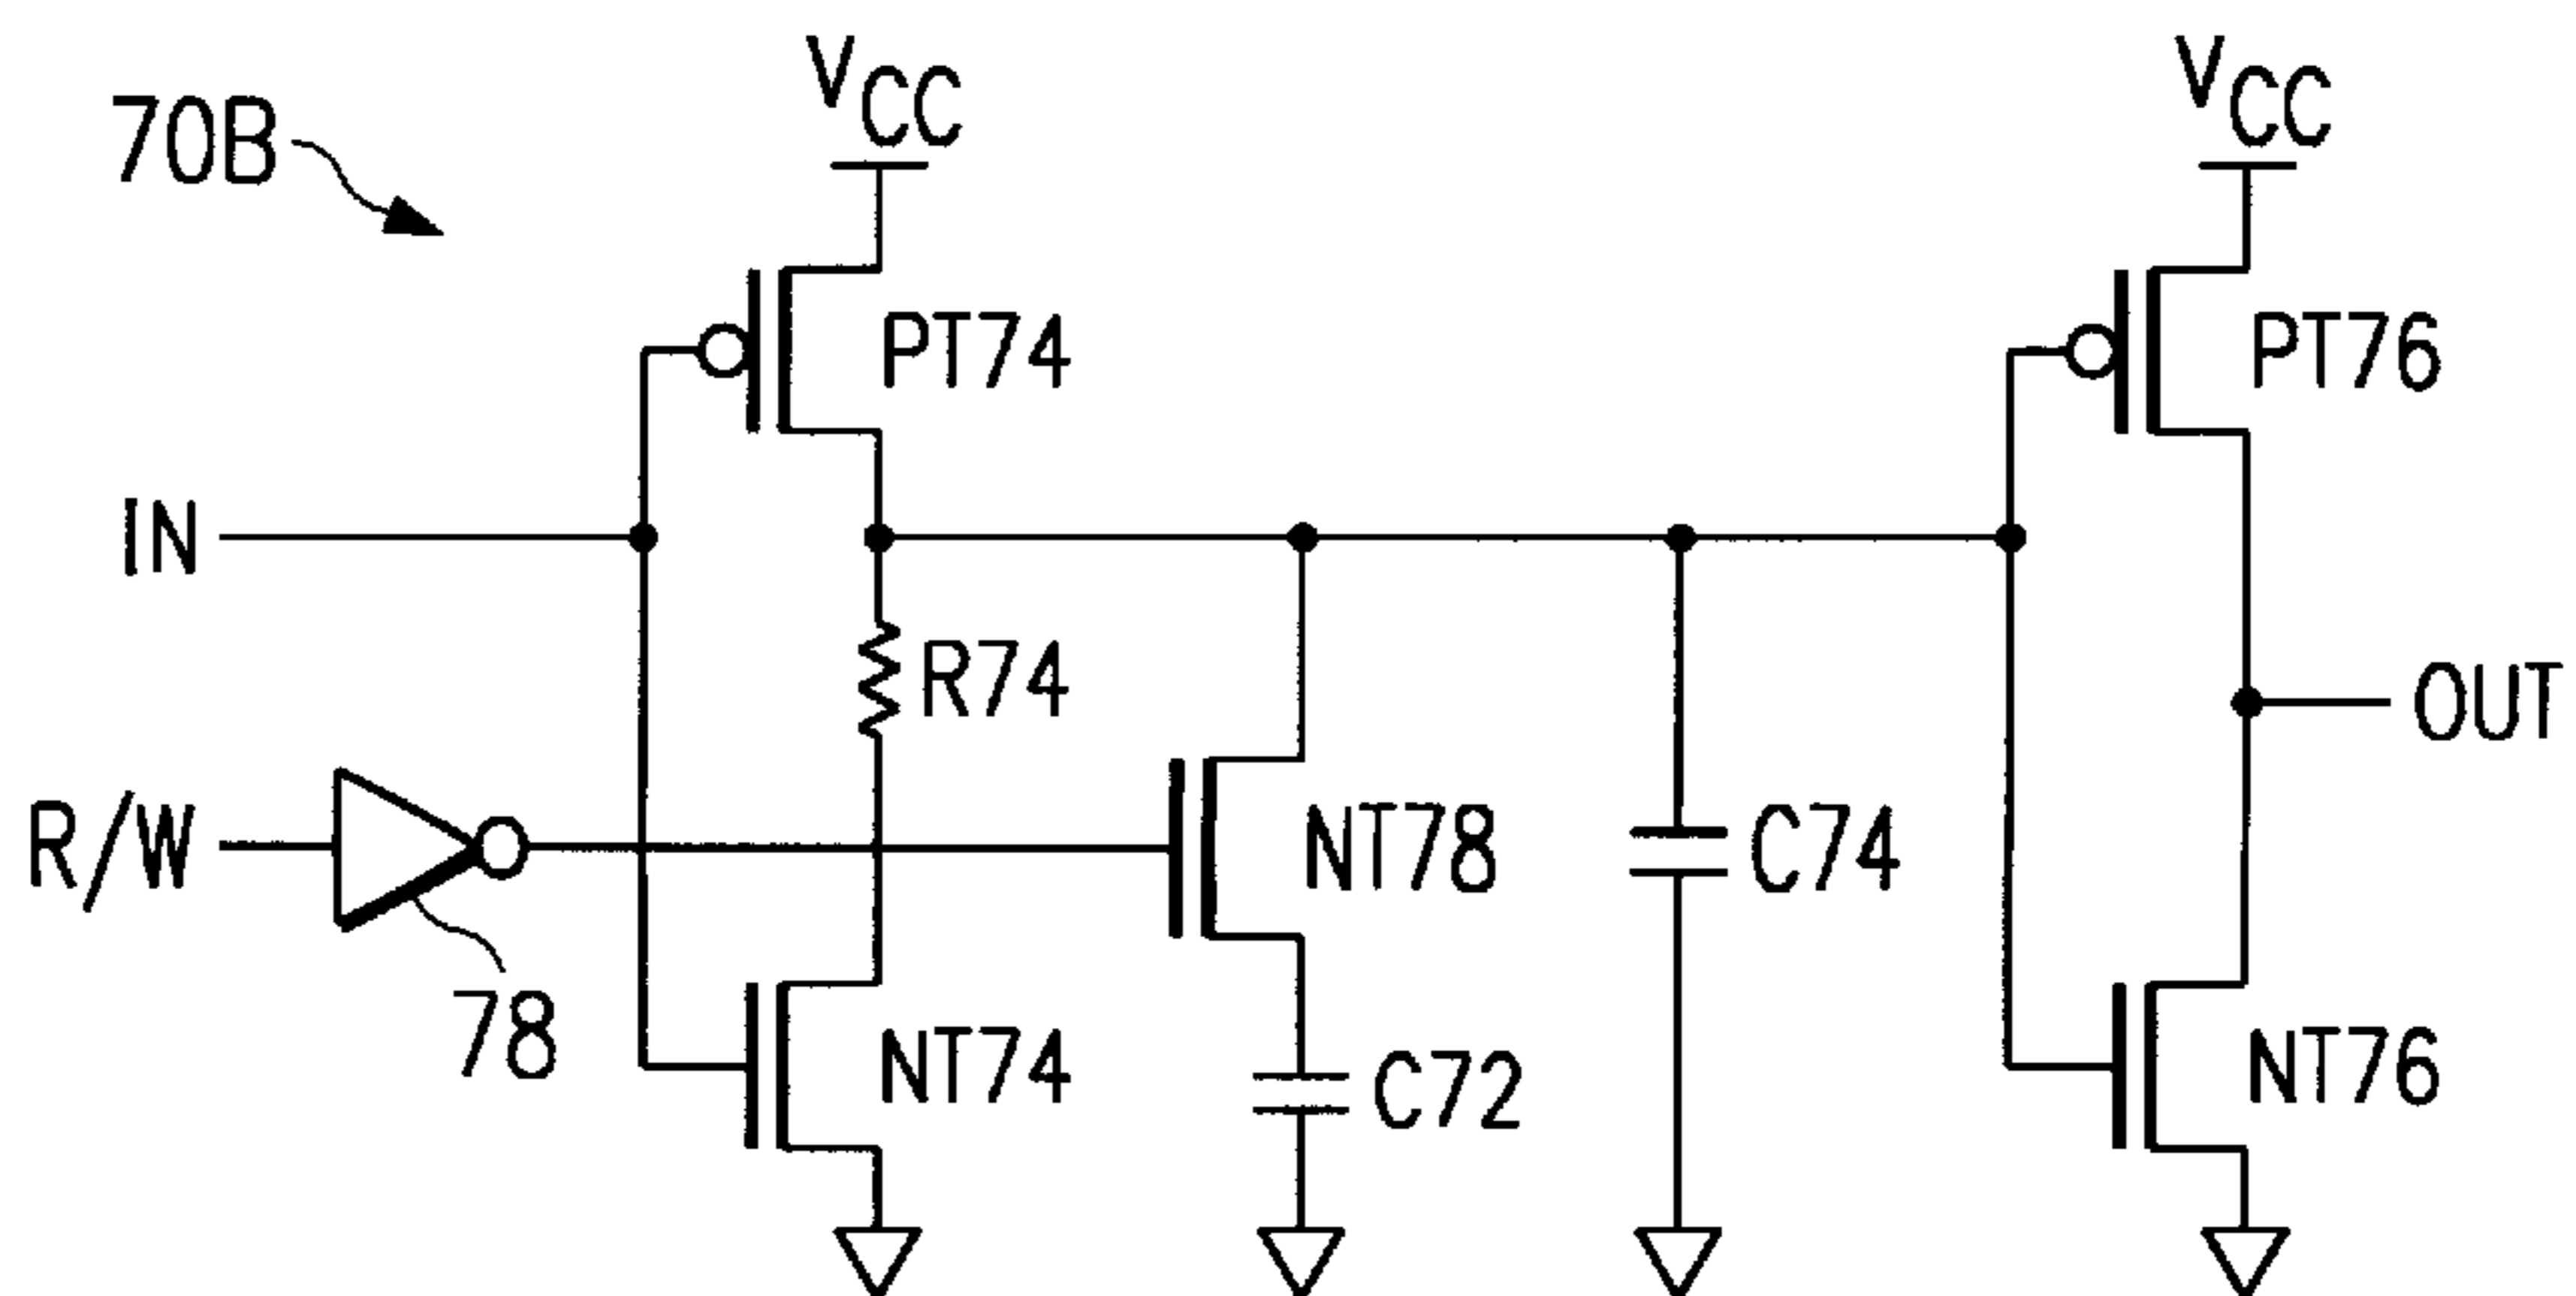 70B
VCC
VCC
PT74
PT76
IN
R74
OUT
R/W
NT78
C74
78
NT74
C72
NT76